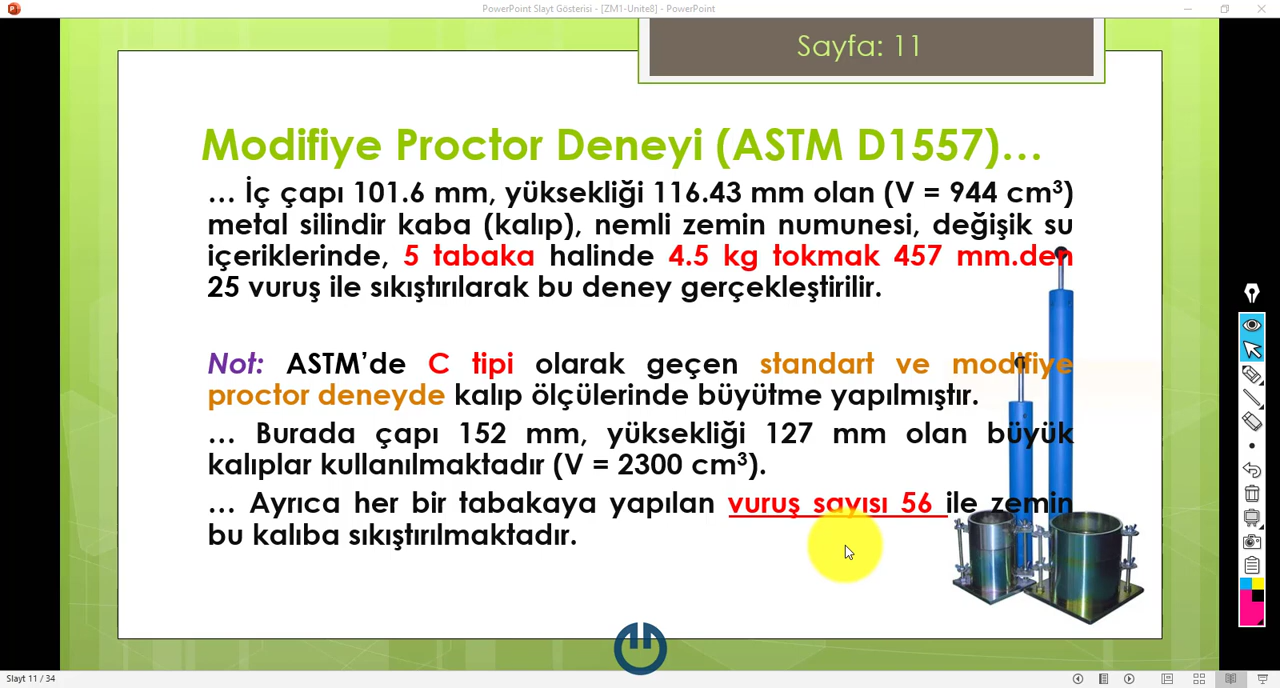 PowerPoint Slayt Gösterisi - [ZM1-Unite8] - PowerPoint
Sayfa: 11
Modifiye Proctor Deneyi (ASTM D1557)…
… İç çapı 101.6 mm, yüksekliği 116.43 mm olan (V = 944 cm³)
metal silindir kaba (kalıp), nemli zemin numunesi, değişik su
içeriklerinde, 5 tabaka halinde 4.5 kg tokmak 457 mm.den
25 vuruş ile sıkıştırılarak bu deney gerçekleştirilir.
Not: ASTM’de C tipi olarak geçen standart ve modifiye
proctor deneyde kalıp ölçülerinde büyütme yapılmıştır.
… Burada çapı 152 mm, yüksekliği 127 mm olan büyük
kalıplar kullanılmaktadır (V = 2300 cm³).
… Ayrıca her bir tabakaya yapılan vuruş sayısı 56 ile zemin
bu kalıba sıkıştırılmaktadır.
Slayt 11 / 34